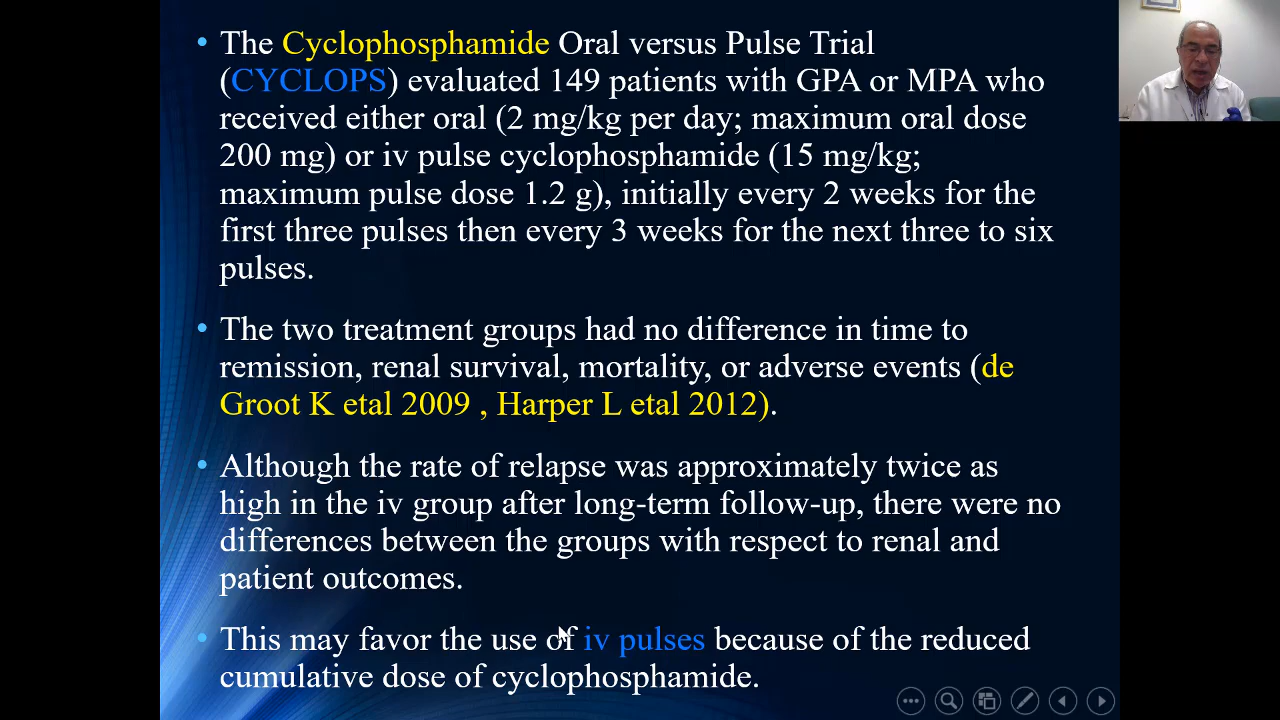 The Cyclophosphamide Oral versus Pulse Trial
(CYCLOPS) evaluated 149 patients with GPA or MPA who
received either oral (2 mg/kg per day; maximum oral dose
200 mg) or iv pulse cyclophosphamide (15 mg/kg;
maximum pulse dose 1.2 g), initially every 2 weeks for the
first three pulses then every 3 weeks for the next three to six
pulses.
The two treatment groups had no difference in time to
remission, renal survival, mortality, or adverse events (de
Groot K etal 2009 , Harper L etal 2012).
Although the rate of relapse was approximately twice as
high in the iv group after long-term follow-up, there were no
differences between the groups with respect to renal and
patient outcomes.
This may favor the use of iv pulses because of the reduced
cumulative dose of cyclophosphamide.